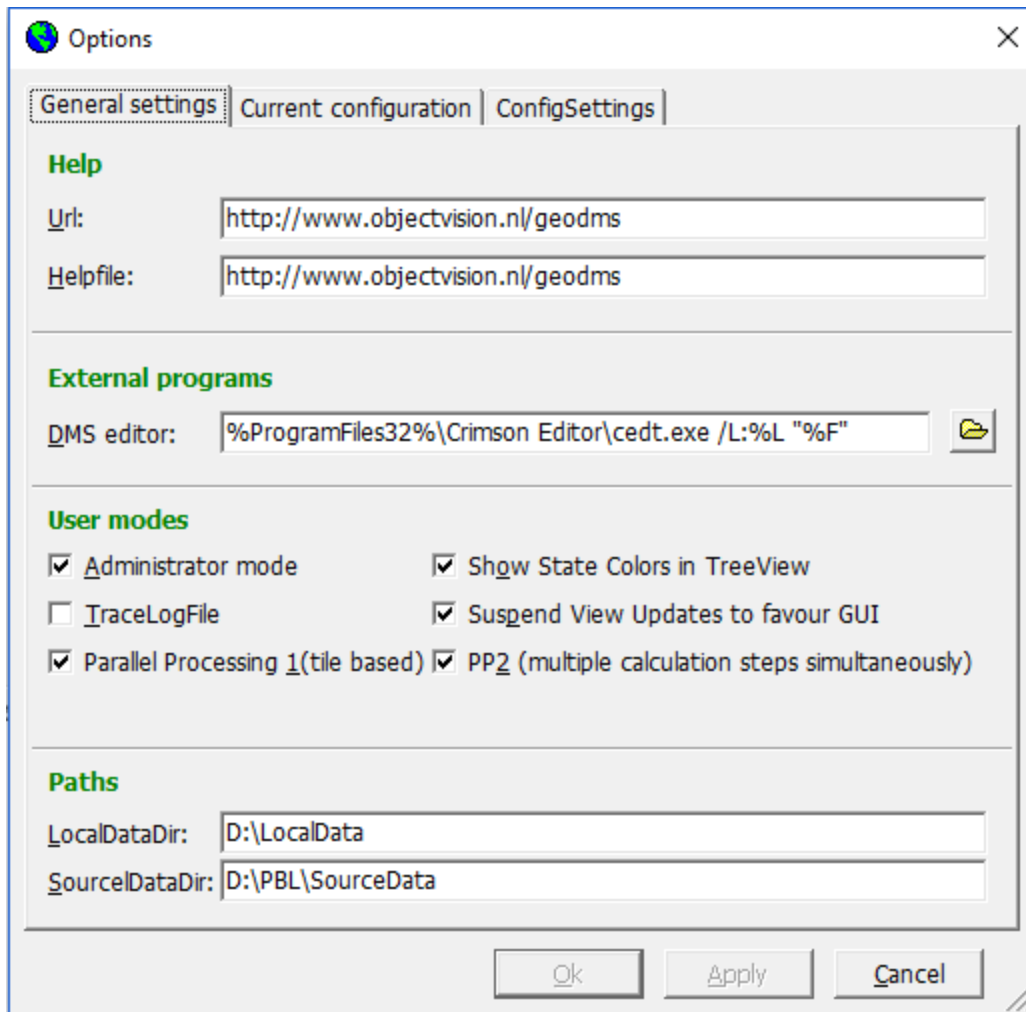 Options
General settings Current configuration ConfigSettings
Help
Url: http://www.objectvision.nl/geodms
Helpfile: http://www.objectvision.nl/geodms
External programs
DMS editor: %ProgramFiles32%\Crimson Editor\cedt.exe /L:%L "%F"
User modes
Administrator mode Show State Colors in TreeView
TraceLogFile Suspend View Updates to favour GUI
Parallel Processing 1(tile based) PP2 (multiple calculation steps simultaneously)
Paths
LocalDataDir: D:\LocalData
SourcelDataDir: D:\PBL\SourceData
Ok Apply Cancel